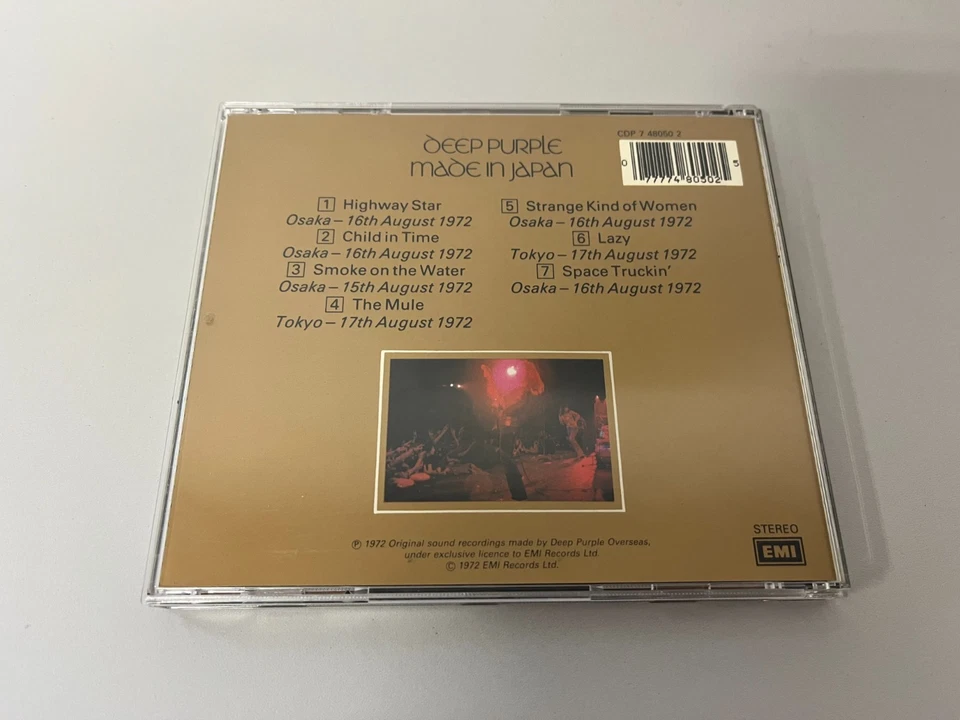 DEEP PURPLE
MADE IN JAPAN
CDP 7 48050 2
0 77774 80502 5
1 Highway Star
Osaka – 16th August 1972
2 Child in Time
Osaka – 16th August 1972
3 Smoke on the Water
Osaka – 15th August 1972
4 The Mule
Tokyo – 17th August 1972
5 Strange Kind of Women
Osaka – 16th August 1972
6 Lazy
Tokyo – 17th August 1972
7 Space Truckin'
Osaka – 16th August 1972
℗ 1972 Original sound recordings made by Deep Purple Overseas,
under exclusive licence to EMI Records Ltd.
© 1972 EMI Records Ltd.
STEREO
EMI